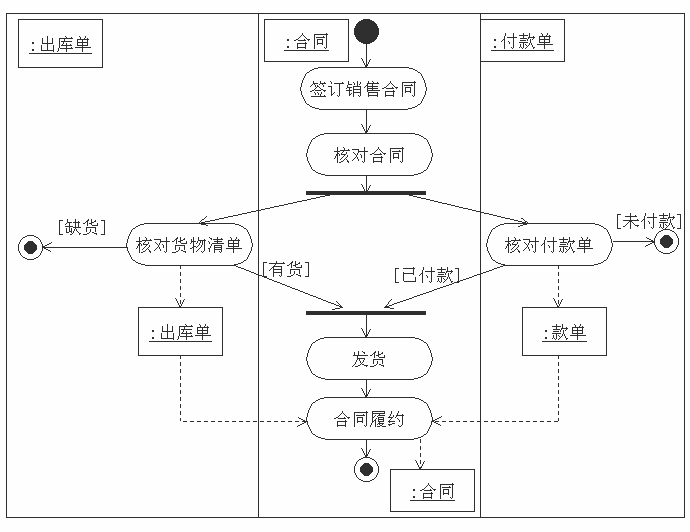 :出库单
:合同
:付款单
签订销售合同
核对合同
[缺货]
核对货物清单
核对付款单
[未付款]
[有货]
[已付款]
:出库单
:款单
发货
合同履约
:合同